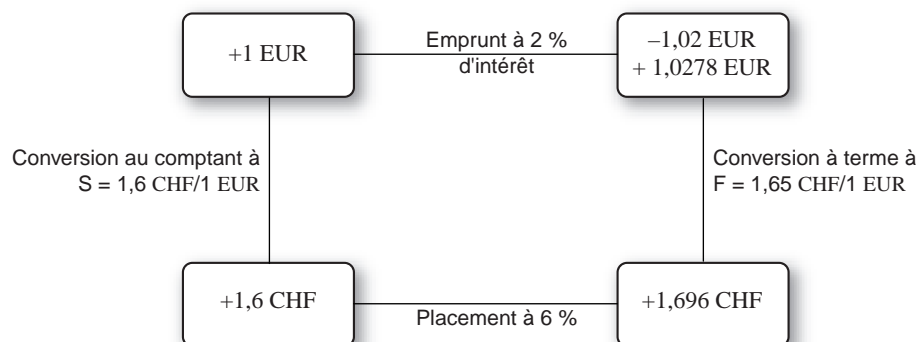 +1 EUR
Emprunt à 2 %
d'intérêt
–1,02 EUR
+ 1,0278 EUR
Conversion au comptant à
S = 1,6 CHF/1 EUR
Conversion à terme à
F = 1,65 CHF/1 EUR
+1,6 CHF
Placement à 6 %
+1,696 CHF